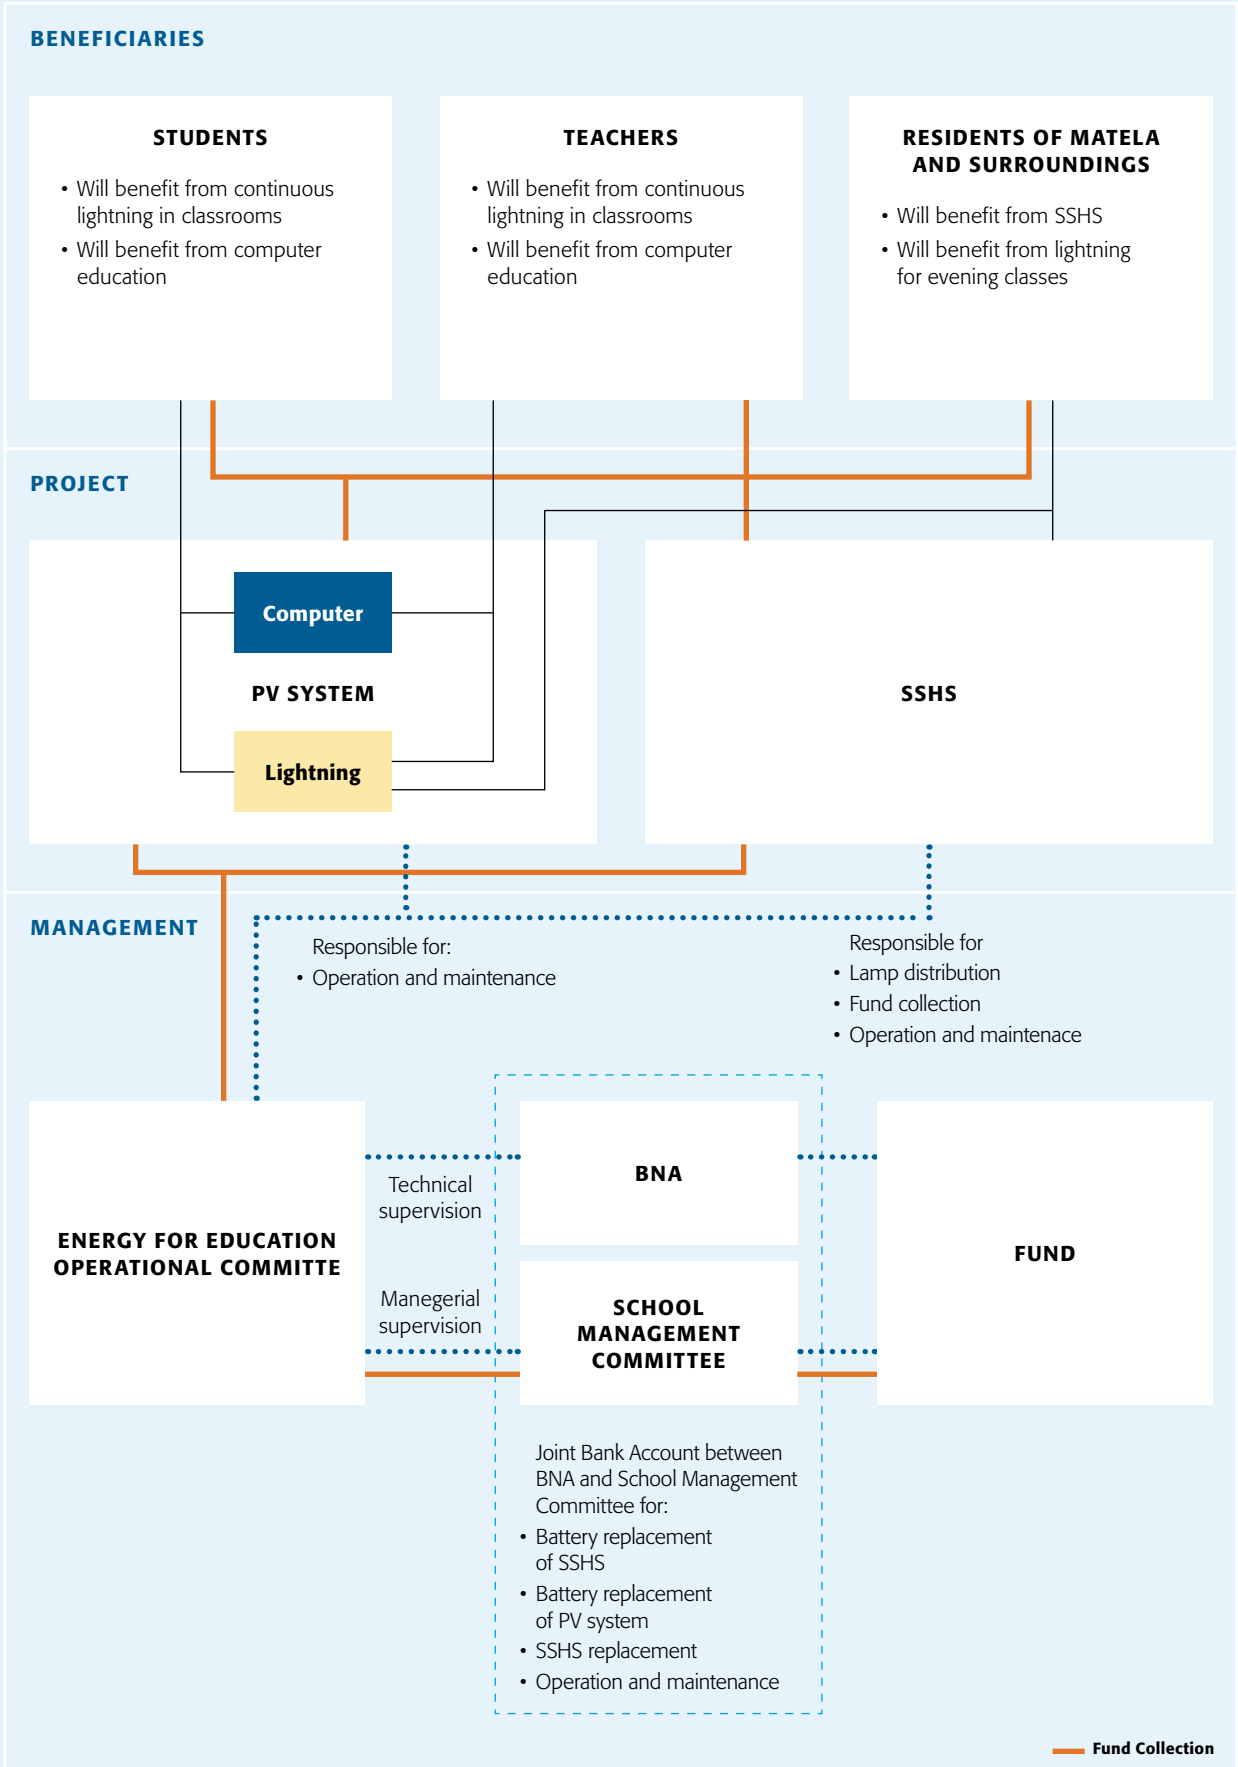 BENEFICIARIES
STUDENTS
• Will benefit from continuous
lightning in classrooms
• Will benefit from computer
education
TEACHERS
• Will benefit from continuous
lightning in classrooms
• Will benefit from computer
education
RESIDENTS OF MATELA
AND SURROUNDINGS
• Will benefit from SSHS
• Will benefit from lightning
for evening classes
PROJECT
Computer
PV SYSTEM
Lightning
SSHS
MANAGEMENT
Responsible for:
• Operation and maintenance
Responsible for
• Lamp distribution
• Fund collection
• Operation and maintenace
ENERGY FOR EDUCATION
OPERATIONAL COMMITTE
Technical
supervision
Manegerial
supervision
BNA
SCHOOL
MANAGEMENT
COMMITTEE
FUND
Joint Bank Account between
BNA and School Management
Committee for:
• Battery replacement
of SSHS
• Battery replacement
of PV system
• SSHS replacement
• Operation and maintenance
Fund Collection